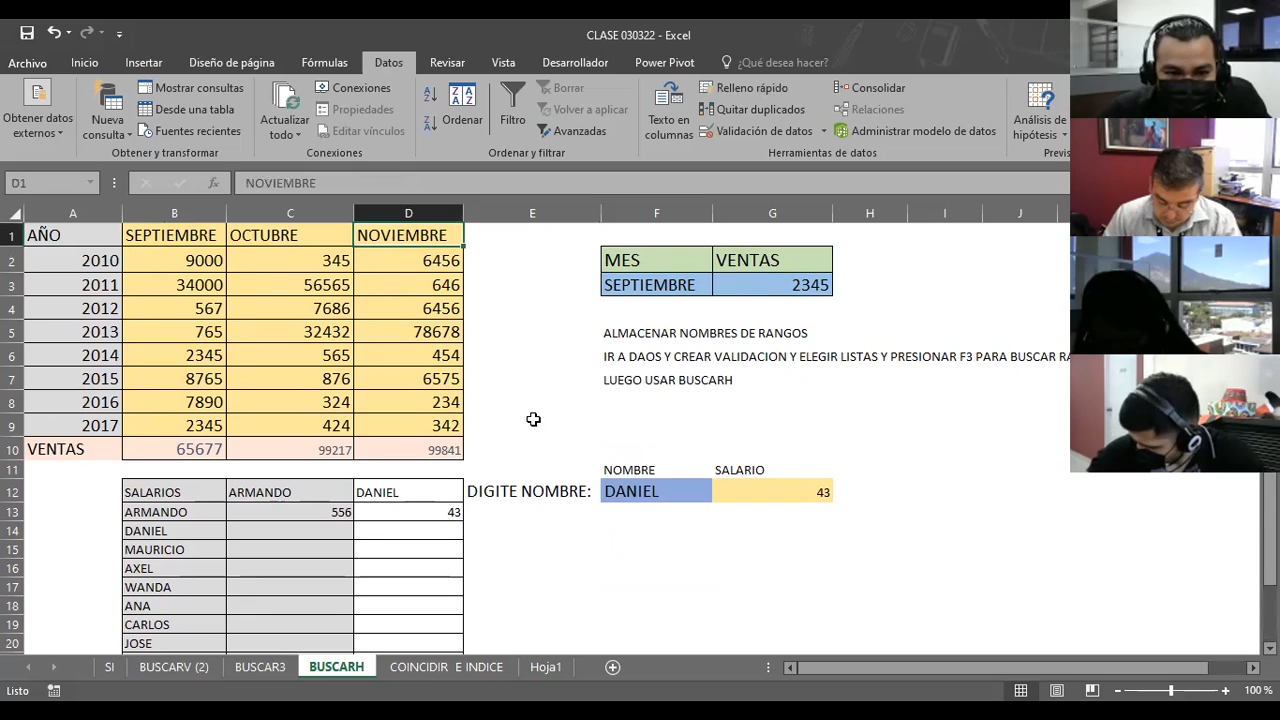 CLASE 030322 - Excel
Archivo Inicio Insertar Diseño de página Fórmulas Datos Revisar Vista Desarrollador Power Pivot ¿Qué desea hacer?
Obtener datos externos
Nueva consulta
Mostrar consultas
Desde una tabla
Fuentes recientes
Obtener y transformar
Actualizar todo
Conexiones
Propiedades
Editar vínculos
Conexiones
Ordenar
Filtro
Borrar
Volver a aplicar
Avanzadas
Ordenar y filtrar
Texto en columnas
Relleno rápido
Quitar duplicados
Validación de datos
Consolidar
Relaciones
Administrar modelo de datos
Herramientas de datos
Análisis de hipótesis
D1 fx NOVIEMBRE
A B C D E F G H I J
1 AÑO SEPTIEMBRE OCTUBRE NOVIEMBRE
2 2010 9000 345 6456 MES VENTAS
3 2011 34000 56565 646 SEPTIEMBRE 2345
4 2012 567 7686 6456
5 2013 765 32432 78678 ALMACENAR NOMBRES DE RANGOS
6 2014 2345 565 454 IR A DAOS Y CREAR VALIDACION Y ELEGIR LISTAS Y PRESIONAR F3 PARA BUSCAR
7 2015 8765 876 6575 LUEGO USAR BUSCARH
8 2016 7890 324 234
9 2017 2345 424 342
10 VENTAS 65677 99217 99841
11 NOMBRE SALARIO
12 SALARIOS ARMANDO DANIEL DIGITE NOMBRE: DANIEL 43
13 ARMANDO 556 43
14 DANIEL
15 MAURICIO
16 AXEL
17 WANDA
18 ANA
19 CARLOS
20 JOSE
SI BUSCARV (2) BUSCAR3 BUSCARH COINCIDIR E INDICE Hoja1
Listo 100 %